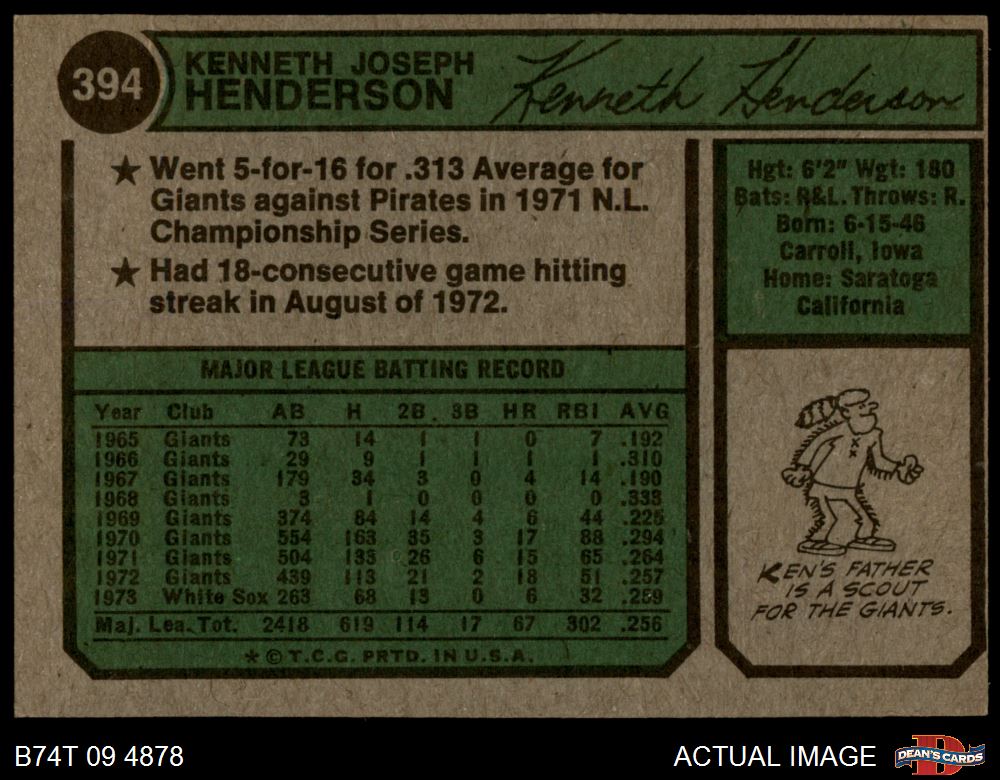 394
KENNETH JOSEPH
HENDERSON
Kenneth Henderson
★ Went 5-for-16 for .313 Average for
Giants against Pirates in 1971 N.L.
Championship Series.
★ Had 18-consecutive game hitting
streak in August of 1972.
Hgt: 6'2" Wgt: 180
Bats: R&L. Throws: R.
Born: 6-15-46
Carroll, Iowa
Home: Saratoga
California
MAJOR LEAGUE BATTING RECORD
Year Club AB H 2B. 3B HR RBI AVG
1965 Giants 73 14 1 1 0 7 .192
1966 Giants 29 9 1 1 1 1 .310
1967 Giants 179 34 3 0 4 14 .190
1968 Giants 3 1 0 0 0 0 .333
1969 Giants 374 84 14 4 6 44 .225
1970 Giants 554 163 35 3 17 88 .294
1971 Giants 504 133 26 6 15 65 .264
1972 Giants 439 113 21 2 18 51 .257
1973 White Sox 263 68 13 0 6 32 .259
Maj. Lea. Tot. 2418 619 114 17 67 302 .256
* © T.C.G. PRTD. IN U.S.A.
KEN'S FATHER
IS A SCOUT
FOR THE GIANTS.
B74T 09 4878
ACTUAL IMAGE
D
DEAN'S CARDS